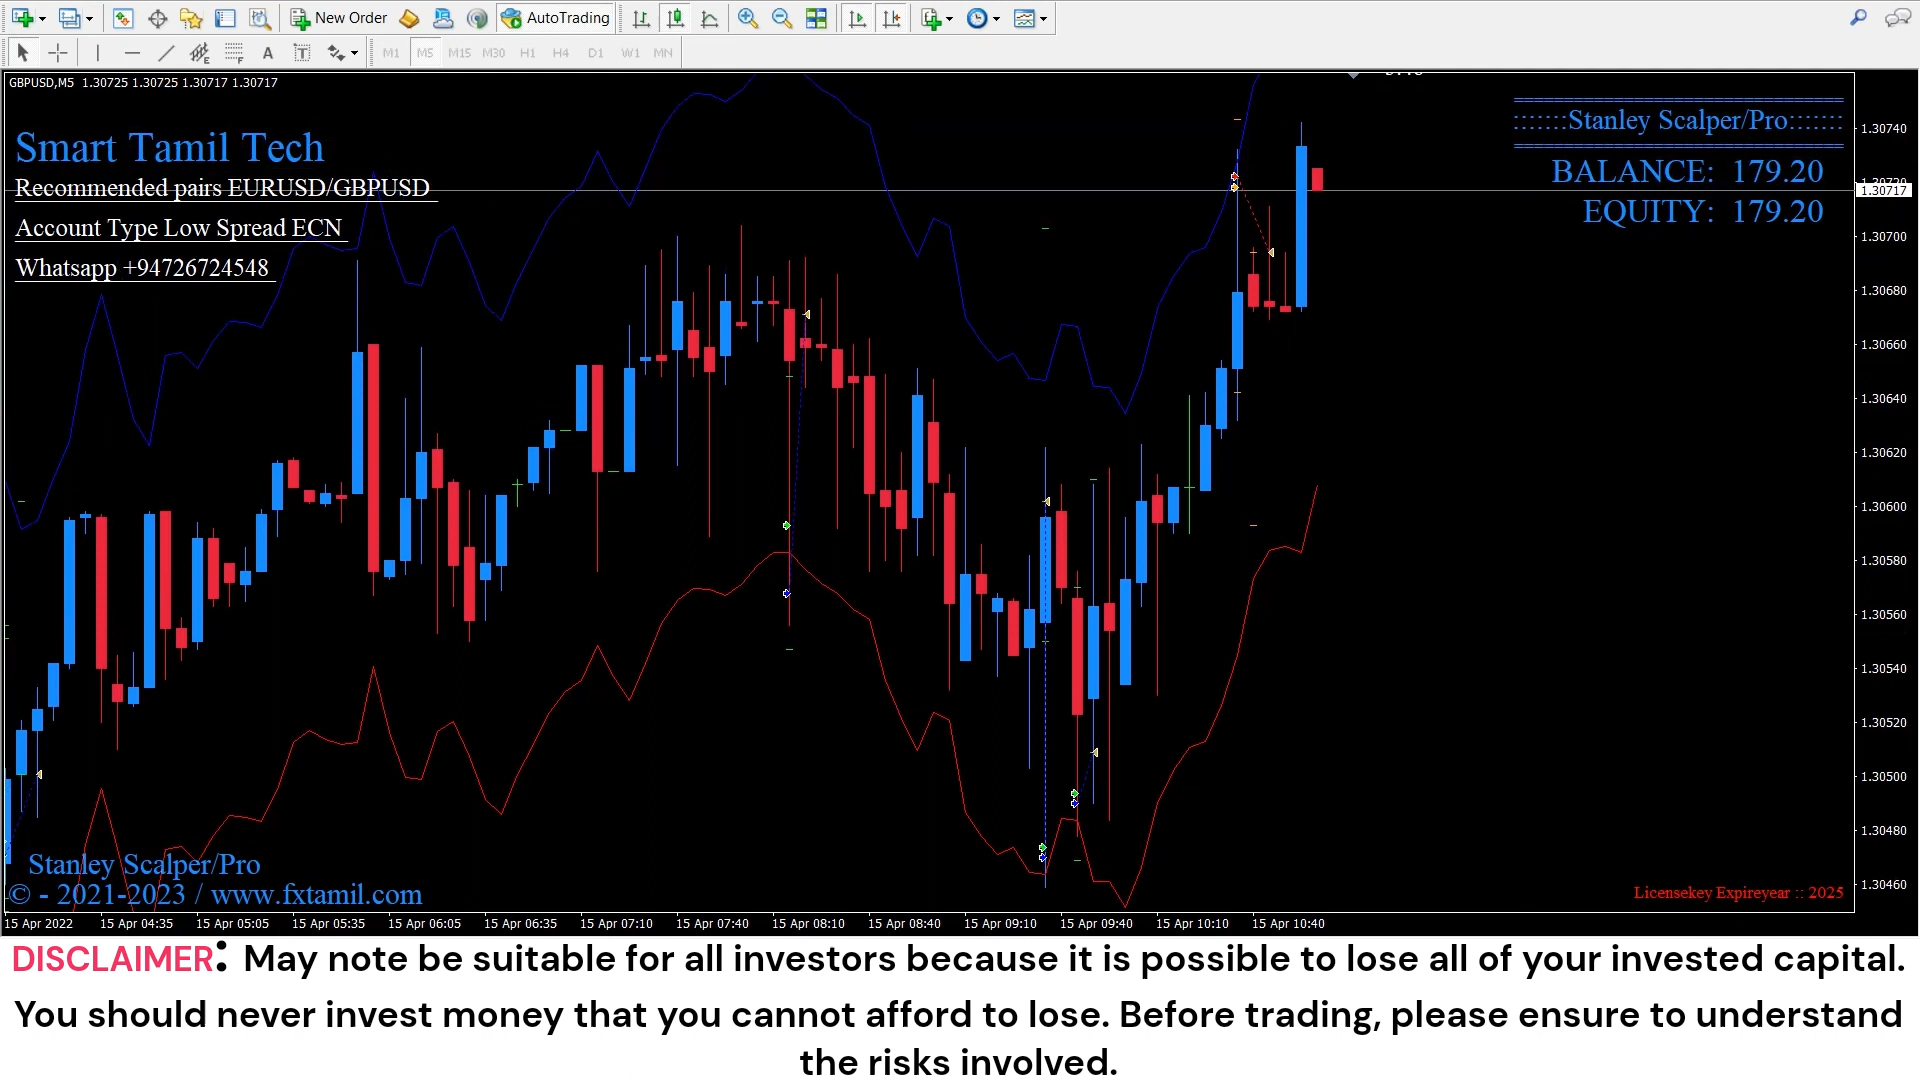 New Order
AutoTrading
A
T
M1 M5 M15 M30 H1 H4 D1 W1 MN
GBPUSD,M5 1.30725 1.30725 1.30717 1.30717
Smart Tamil Tech
Recommended pairs EURUSD/GBPUSD
Account Type Low Spread ECN
Whatsapp +94726724548
:::::::Stanley Scalper/Pro:::::::
BALANCE: 179.20
EQUITY: 179.20
1.30740
1.30717
1.30700
1.30680
1.30660
1.30640
1.30620
1.30600
1.30580
1.30560
1.30540
1.30520
1.30500
1.30480
1.30460
Stanley Scalper/Pro
© - 2021-2023 / www.fxtamil.com
Licensekey Expireyear :: 2025
15 Apr 2022 15 Apr 04:35 15 Apr 05:05 15 Apr 05:35 15 Apr 06:05 15 Apr 06:35 15 Apr 07:10 15 Apr 07:40 15 Apr 08:10 15 Apr 08:40 15 Apr 09:10 15 Apr 09:40 15 Apr 10:10 15 Apr 10:40
DISCLAIMER: May note be suitable for all investors because it is possible to lose all of your invested capital.
You should never invest money that you cannot afford to lose. Before trading, please ensure to understand
the risks involved.